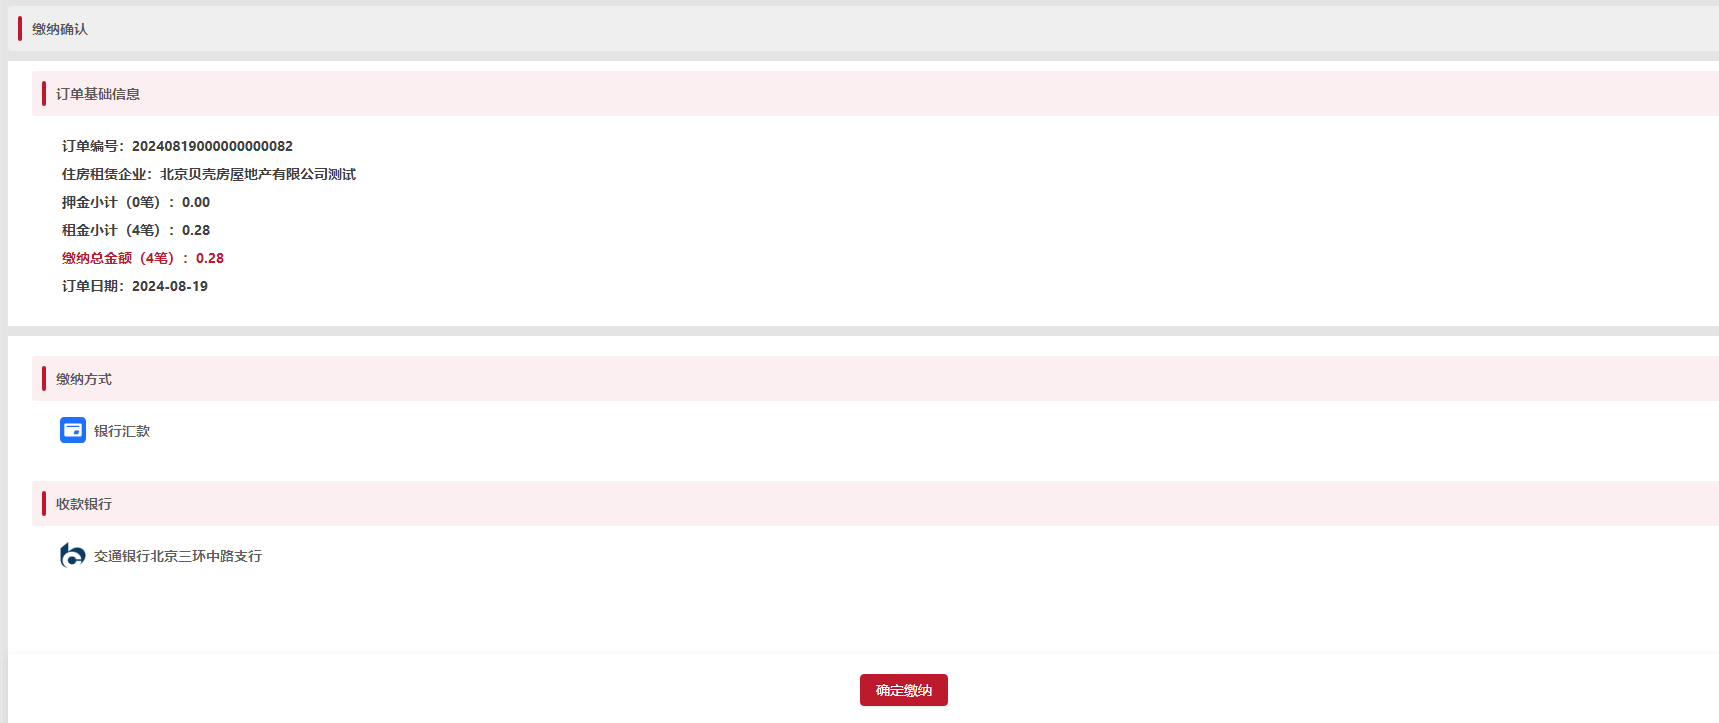 缴纳确认
订单基础信息
订单编号：20240819000000000082
住房租赁企业：北京贝壳房屋地产有限公司测试
押金小计（0笔）：0.00
租金小计（4笔）：0.28
缴纳总金额（4笔）：0.28
订单日期：2024-08-19
缴纳方式
银行汇款
收款银行
交通银行北京三环中路支行
确定缴纳